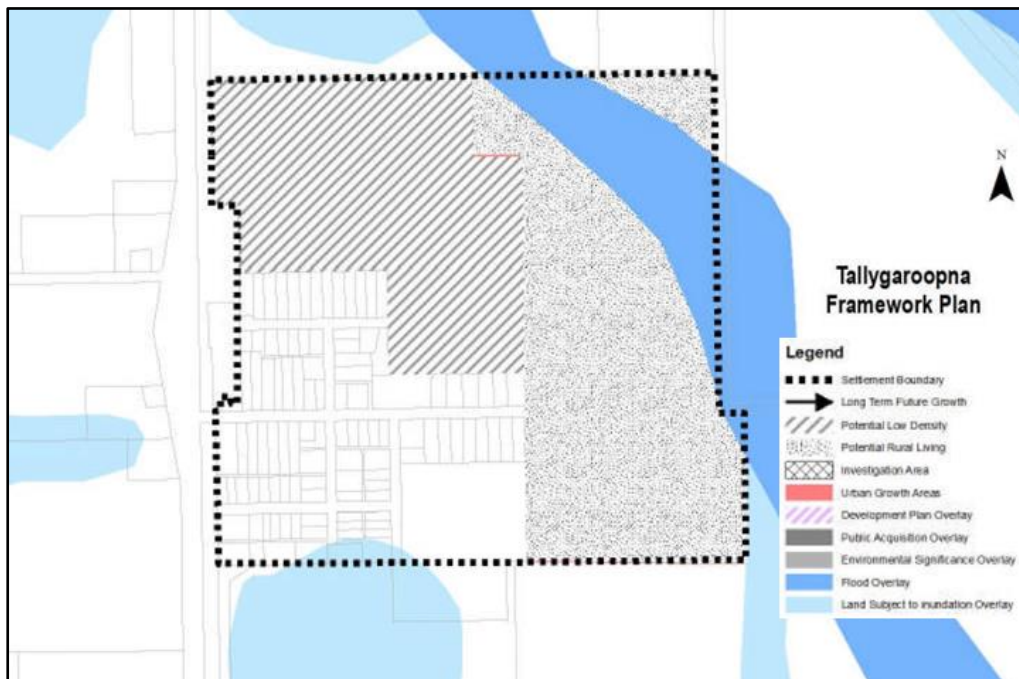 N
Tallygaroopna
Framework Plan
Legend
Settlement Boundary
Long Term Future Growth
Potential Low Density
Potential Rural Living
Investigation Area
Urban Growth Areas
Development Plan Overlay
Public Acquisition Overlay
Environmental Significance Overlay
Flood Overlay
Land Subject to inundation Overlay